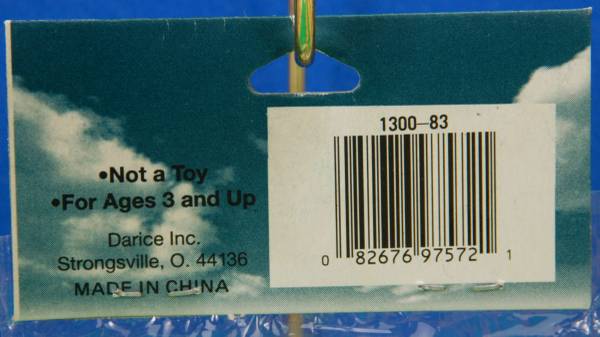 1300-83
•Not a Toy
•For Ages 3 and Up
Darice Inc.
Strongsville, O. 44136
MADE IN CHINA
0 82676 97572 1